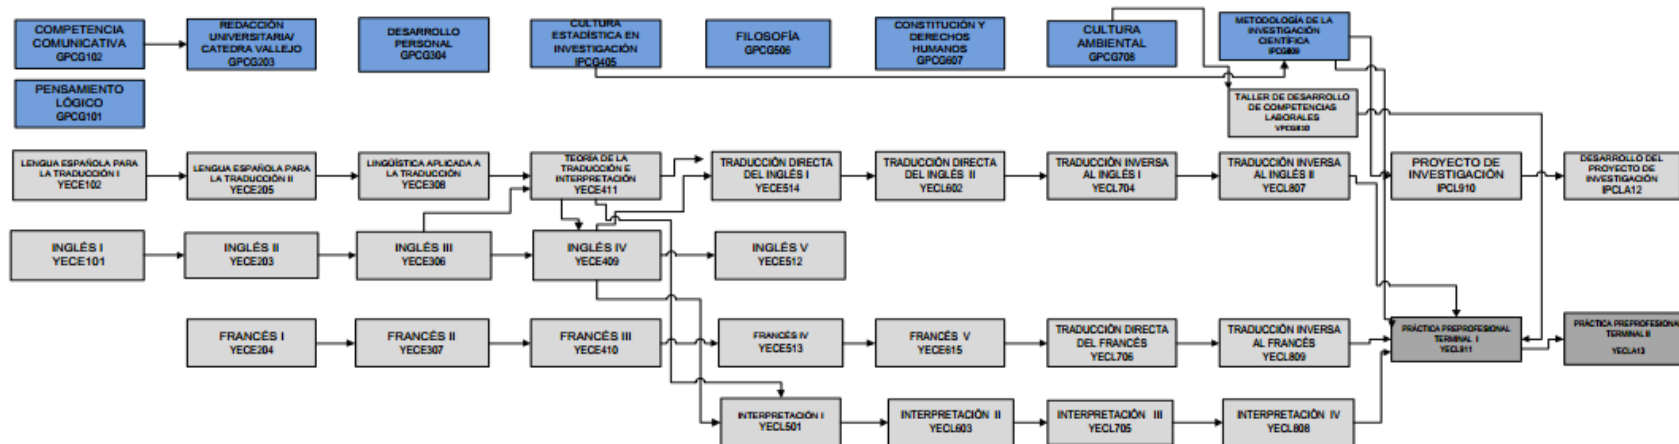 COMPETENCIA
COMUNICATIVA
GPCG102
REDACCIÓN
UNIVERSITARIA/
CATEDRA VALLEJO
GPCG203
DESARROLLO
PERSONAL
GPCG304
CULTURA
ESTADÍSTICA EN
INVESTIGACIÓN
IPCG405
FILOSOFÍA
GPCG506
CONSTITUCIÓN Y
DERECHOS
HUMANOS
GPCG607
CULTURA
AMBIENTAL
GPCG708
METODOLOGÍA DE LA
INVESTIGACIÓN
CIENTÍFICA
IPCG809
PENSAMIENTO
LÓGICO
GPCG101
TALLER DE DESARROLLO
DE COMPETENCIAS
LABORALES
VPCG810
LENGUA ESPAÑOLA PARA
LA TRADUCCIÓN I
YECE102
LENGUA ESPAÑOLA PARA
LA TRADUCCIÓN II
YECE205
LINGÜÍSTICA APLICADA A
LA TRADUCCIÓN
YECE308
TEORÍA DE LA
TRADUCCIÓN E
INTERPRETACIÓN
YECE411
TRADUCCIÓN DIRECTA
DEL INGLÉS I
YECE514
TRADUCCIÓN DIRECTA
DEL INGLÉS II
YECL602
TRADUCCIÓN INVERSA
AL INGLÉS I
YECL704
TRADUCCIÓN INVERSA
AL INGLÉS II
YECL807
PROYECTO DE
INVESTIGACIÓN
IPCL910
DESARROLLO DEL
PROYECTO DE
INVESTIGACIÓN
IPCLA12
INGLÉS I
YECE101
INGLÉS II
YECE203
INGLÉS III
YECE306
INGLÉS IV
YECE409
INGLÉS V
YECE512
FRANCÉS I
YECE204
FRANCÉS II
YECE307
FRANCÉS III
YECE410
FRANCÉS IV
YECE513
FRANCÉS V
YECE615
TRADUCCIÓN DIRECTA
DEL FRANCÉS
YECL706
TRADUCCIÓN INVERSA
AL FRANCÉS
YECL809
PRÁCTICA PREPROFESIONAL
TERMINAL I
YECL911
PRÁCTICA PREPROFESIONAL
TERMINAL II
YECLA13
INTERPRETACIÓN I
YECL501
INTERPRETACIÓN II
YECL603
INTERPRETACIÓN III
YECL705
INTERPRETACIÓN IV
YECL808